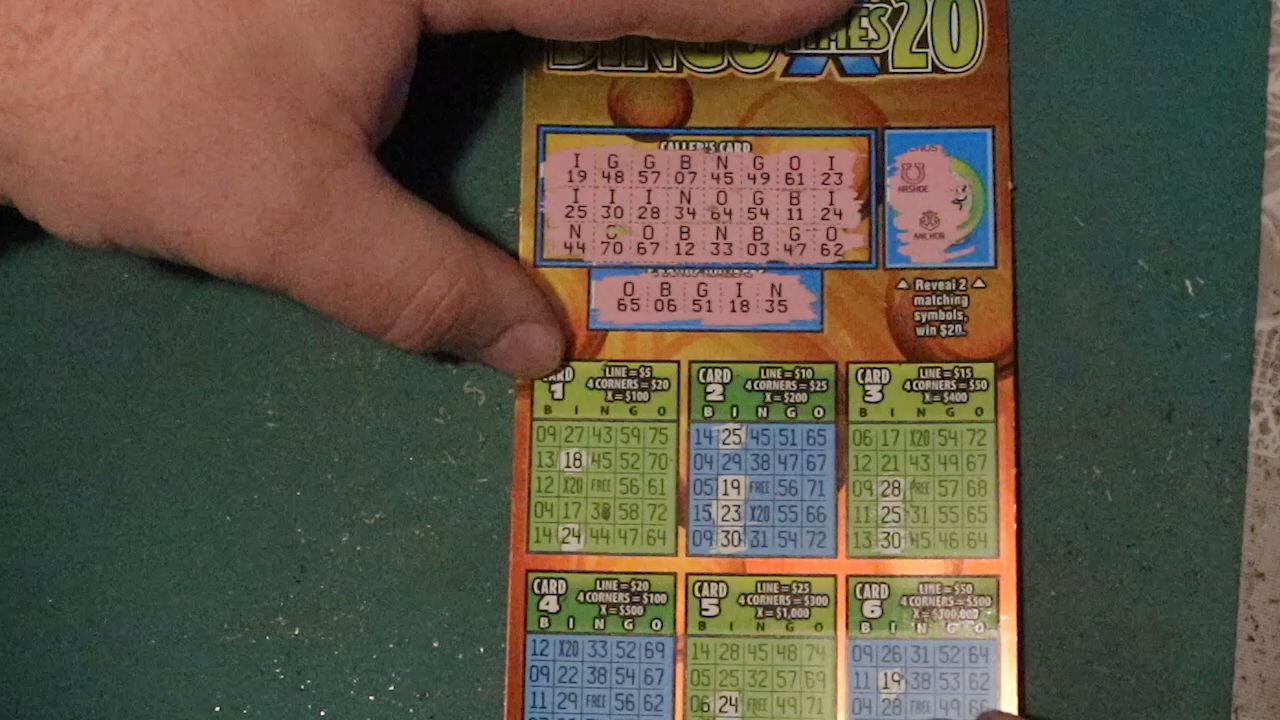 BINGO TIMES X 20
CALLER'S CARD
I G G B N G O I
19 48 57 07 45 49 61 23
I I I N O G B I
25 30 28 34 64 54 11 24
N O O B N B G O
44 70 67 12 33 03 47 62
HRSHOE
ANCHOR
O B G I N
65 06 51 18 35
Reveal 2
matching
symbols,
win $20.
CARD 1
LINE = $5
4 CORNERS = $20
X = $100
B I N G O
09 27 43 59 75
13 18 45 52 70
12 X20 FREE 56 61
04 17 38 58 72
14 24 44 47 64
CARD 2
LINE = $10
4 CORNERS = $25
X = $200
B I N G O
14 25 45 51 65
04 29 38 47 67
05 19 FREE 56 71
15 23 X20 55 66
09 30 31 54 72
CARD 3
LINE = $15
4 CORNERS = $50
X = $400
B I N G O
06 17 X20 54 72
12 21 43 49 67
09 28 FREE 57 68
11 25 31 55 65
13 30 45 46 64
CARD 4
LINE = $20
4 CORNERS = $100
X = $500
B I N G O
12 X20 33 52 69
09 22 38 54 67
11 29 FREE 56 62
CARD 5
LINE = $25
4 CORNERS = $300
X = $1,000
B I N G O
14 28 45 48 74
05 25 32 57 69
06 24 FREE 49 71
CARD 6
LINE = $50
4 CORNERS = $500
B I N G O
09 26 31 52 64
11 19 38 53 62
04 28 FREE 49 66